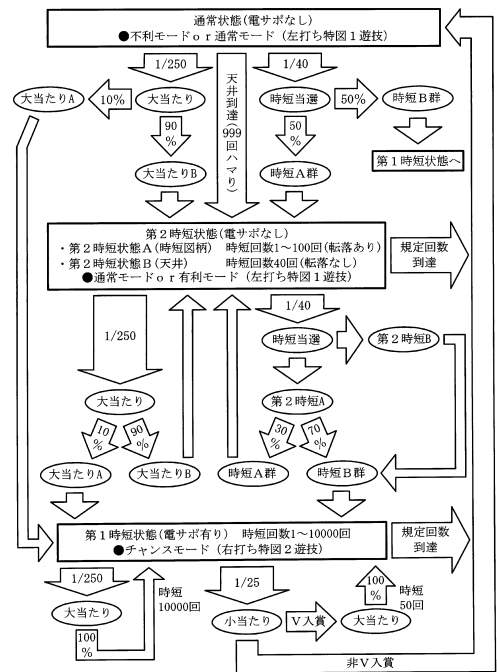 通常状態(電サポなし)
●不利モードor通常モード(左打ち特図1遊技)
1/250
天井到達(999回ハマり)
1/40
大当たりA
10%
大当たり
時短当選
50%
時短B群
90%
50%
第1時短状態へ
大当たりB
時短A群
第2時短状態(電サポなし)
・第2時短状態A(時短図柄) 時短回数1~100回(転落あり)
・第2時短状態B(天井) 時短回数40回(転落なし)
●通常モードor有利モード(左打ち特図1遊技)
規定回数
到達
1/250
1/40
時短当選
第2時短B
大当たり
第2時短A
10%
90%
30%
70%
大当たりA
大当たりB
時短A群
時短B群
第1時短状態(電サポ有り) 時短回数1~10000回
●チャンスモード(右打ち特図2遊技)
規定回数
到達
1/250
時短
10000回
1/25
100%
時短
50回
大当たり
小当たり
V入賞
大当たり
100%
非V入賞